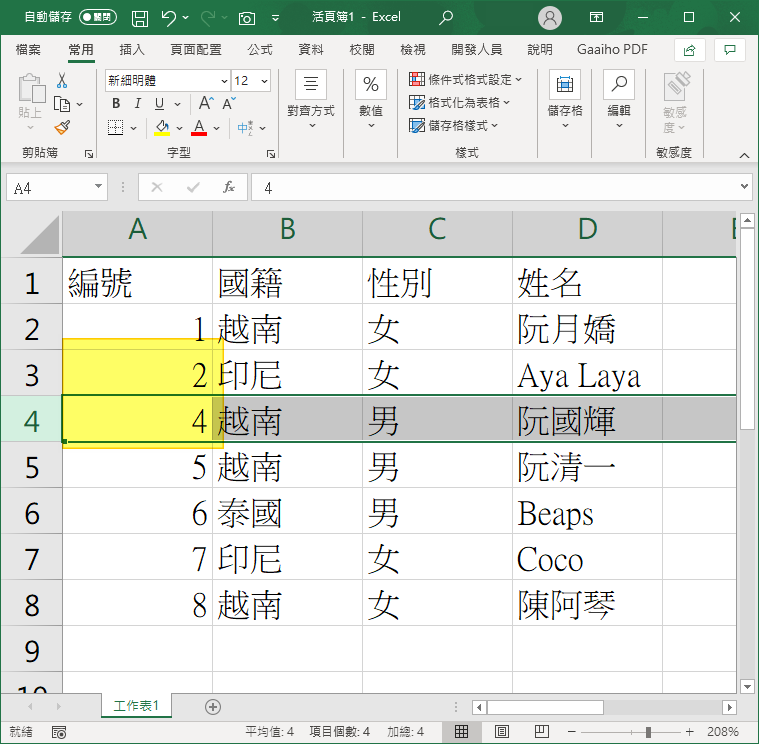 自動儲存 關閉 活頁簿1 - Excel
檔案 常用 插入 頁面配置 公式 資料 校閱 檢視 開發人員 說明 Gaaiho PDF
新細明體 12
條件式格式設定
格式化為表格
儲存格樣式
貼上 B I U A A 對齊方式 % 數值 儲存格 編輯 敏感度
A 中
剪貼簿 字型 樣式 敏感度
A4 fx 4
A B C D E
1 編號 國籍 性別 姓名
2 1 越南 女 阮月嬌
3 2 印尼 女 Aya Laya
4 4 越南 男 阮國輝
5 5 越南 男 阮清一
6 6 泰國 男 Beaps
7 7 印尼 女 Coco
8 8 越南 女 陳阿琴
9
10
工作表1
就緒 平均值: 4 項目個數: 4 加總: 4 208%